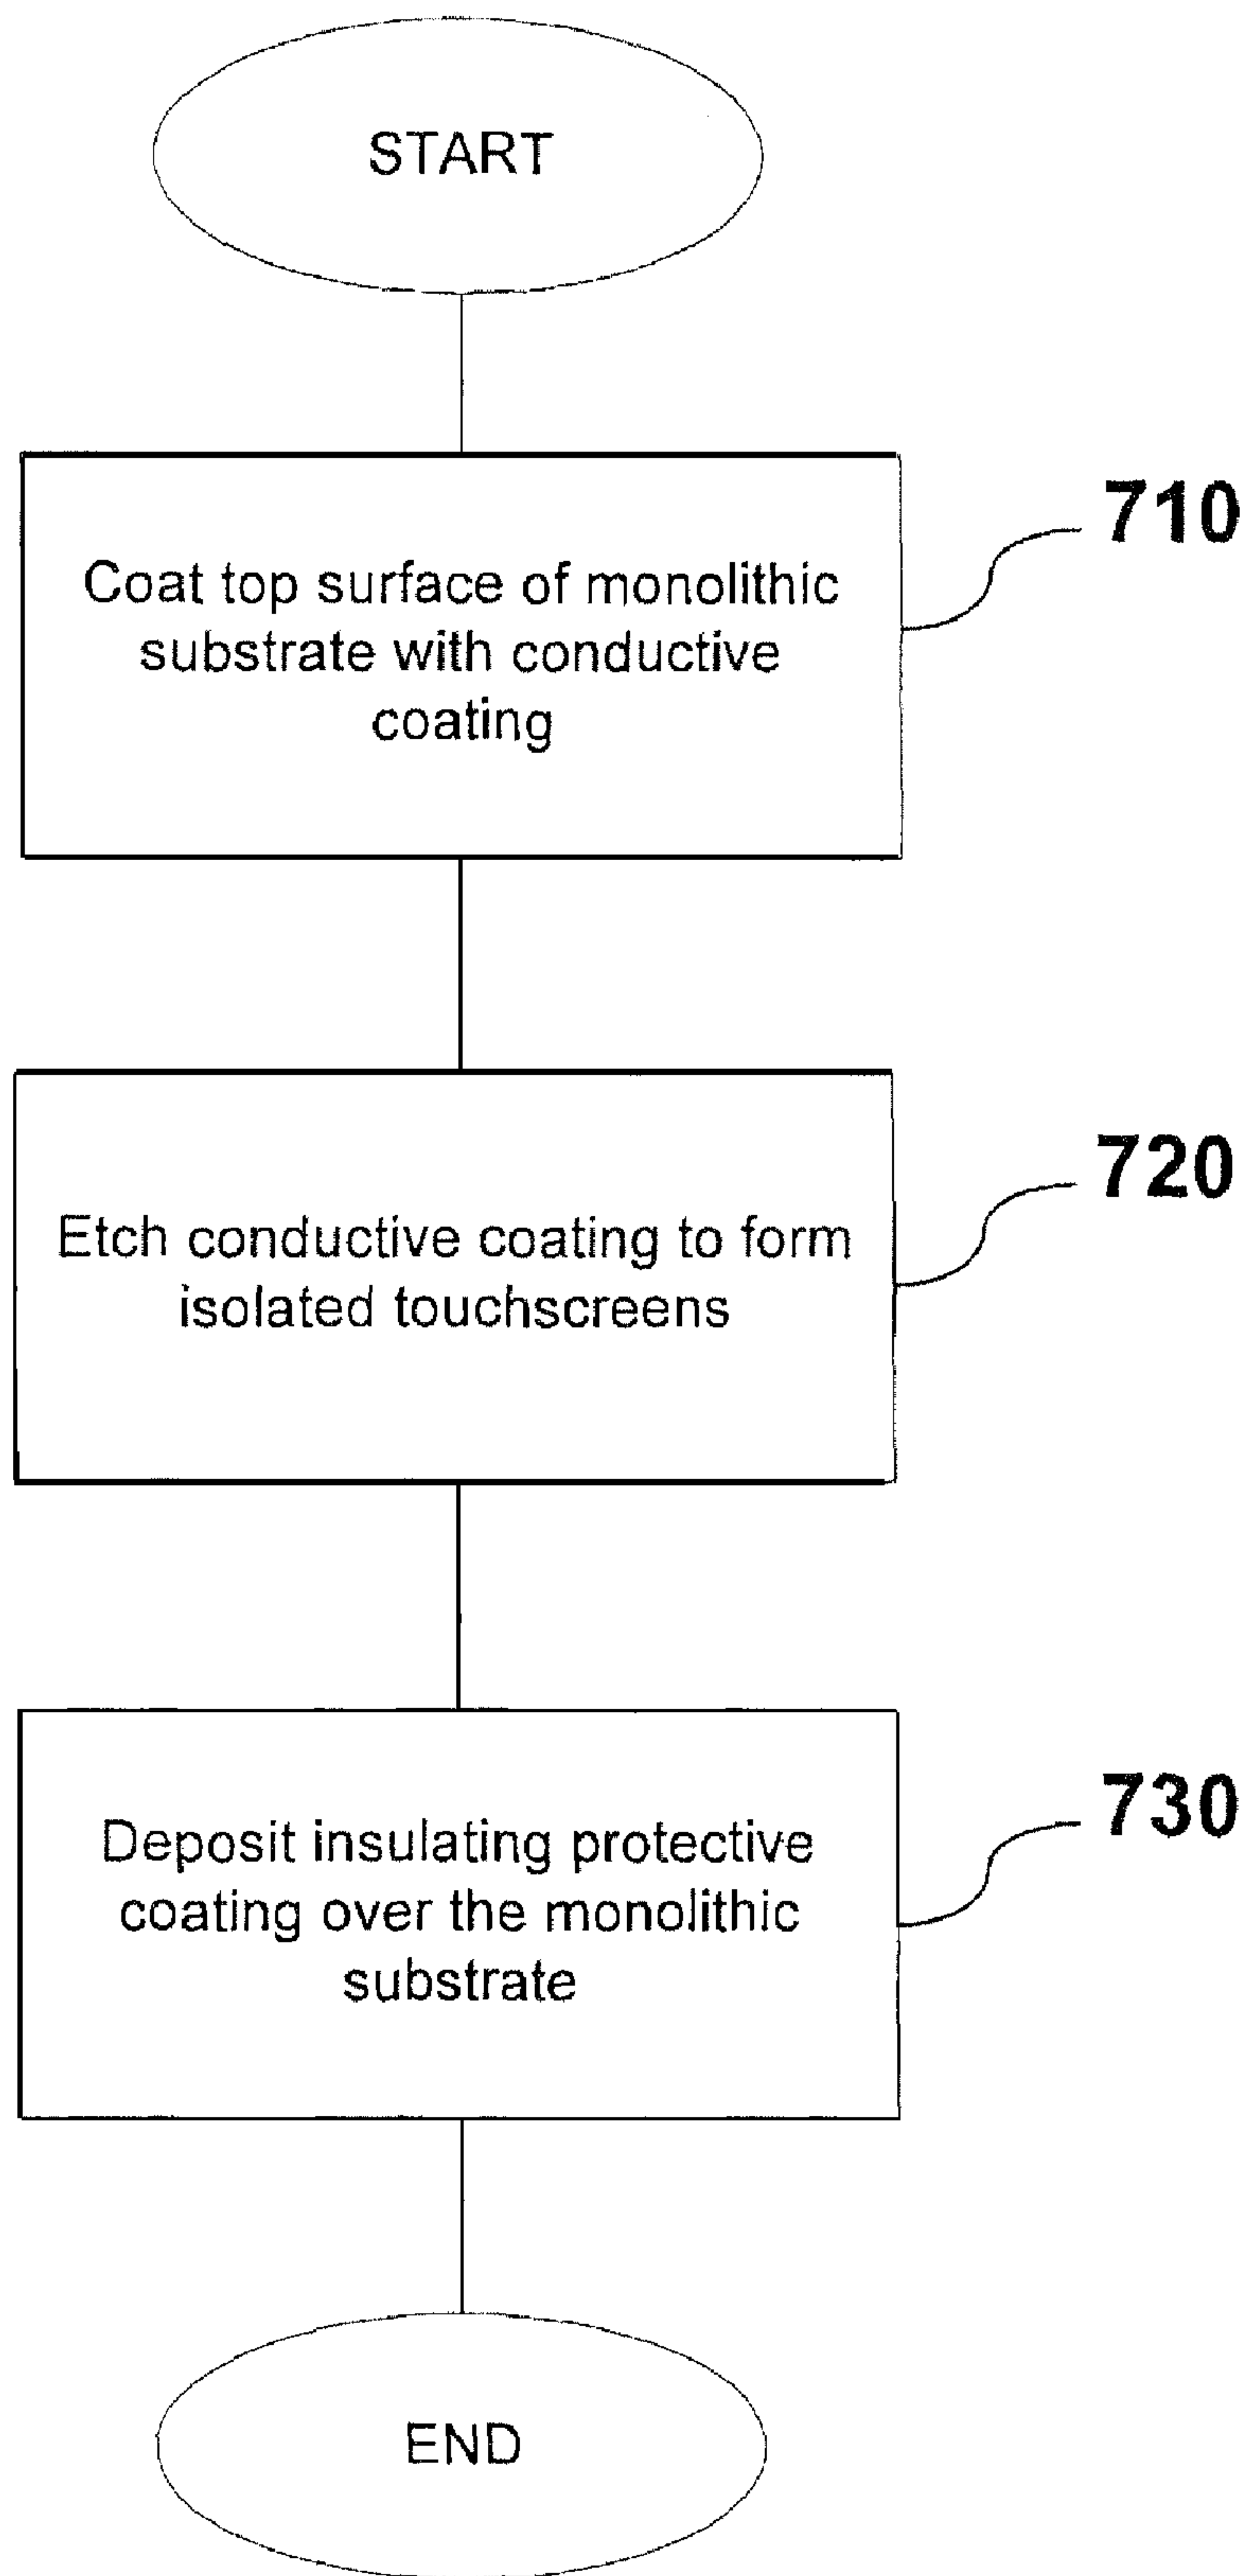 START
Coat top surface of monolithic
substrate with conductive
coating
710
Etch conductive coating to form
isolated touchscreens
720
Deposit insulating protective
coating over the monolithic
substrate
730
END